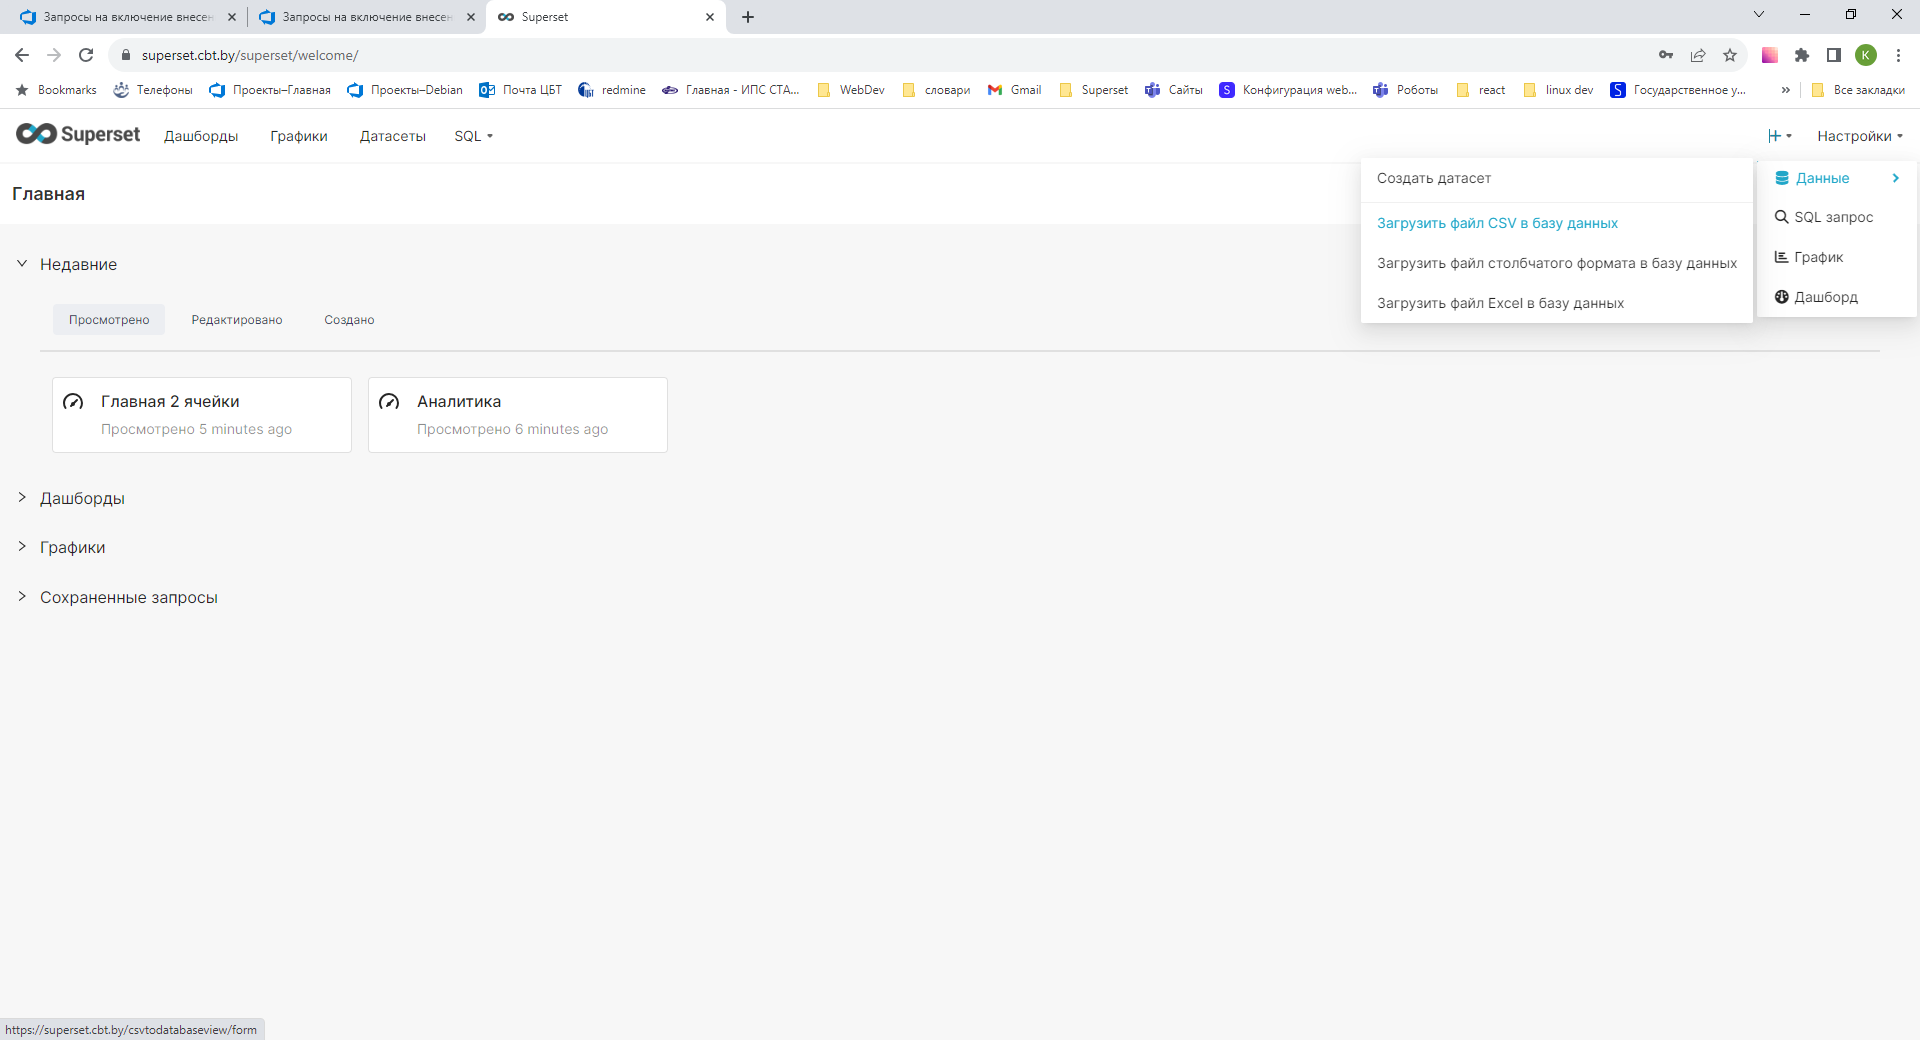 Запросы на включение внесен
Запросы на включение внесен
Superset
superset.cbt.by/superset/welcome/
K
Bookmarks
Телефоны
Проекты–Главная
Проекты–Debian
Почта ЦБТ
redmine
Главная - ИПС СТА...
WebDev
словари
Gmail
Superset
Сайты
Конфигурация web...
Роботы
react
linux dev
Государственное у...
Все закладки
Superset
Дашборды
Графики
Датасеты
SQL
Настройки
Создать датасет
Загрузить файл CSV в базу данных
Загрузить файл столбчатого формата в базу данных
Загрузить файл Excel в базу данных
Данные
SQL запрос
График
Дашборд
Главная
Недавние
Просмотрено
Редактировано
Создано
Главная 2 ячейки
Просмотрено 5 minutes ago
Аналитика
Просмотрено 6 minutes ago
Дашборды
Графики
Сохраненные запросы
https://superset.cbt.by/csvtodatabaseview/form